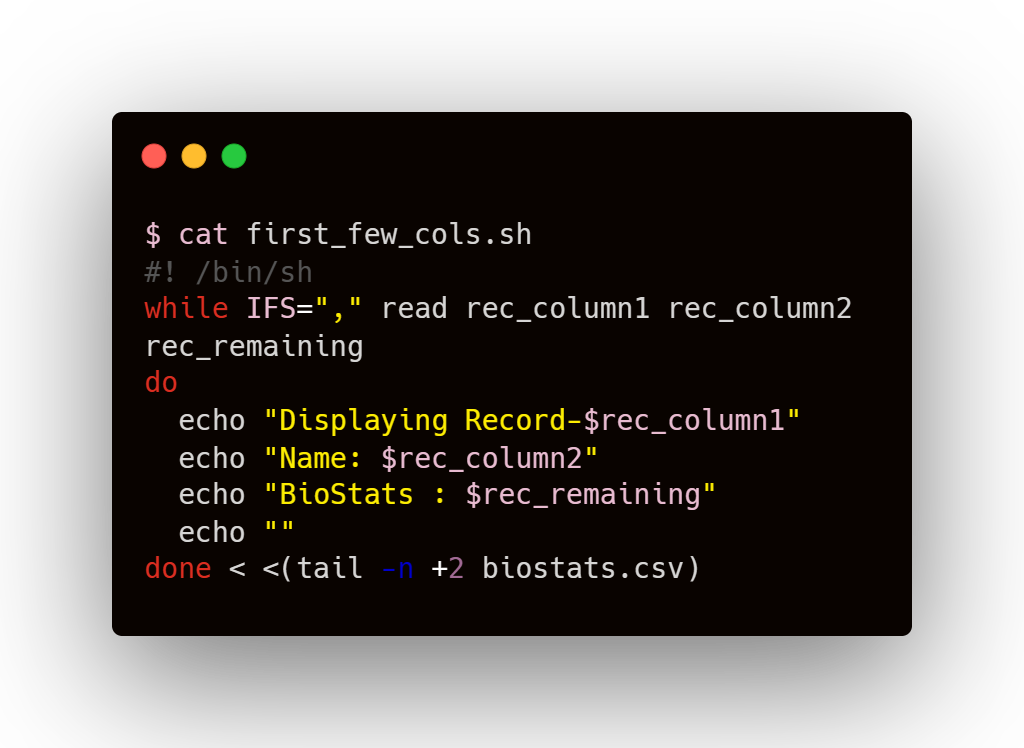 $ cat first_few_cols.sh
#! /bin/sh
while IFS="," read rec_column1 rec_column2
rec_remaining
do
  echo "Displaying Record-$rec_column1"
  echo "Name: $rec_column2"
  echo "BioStats : $rec_remaining"
  echo ""
done < <(tail -n +2 biostats.csv)